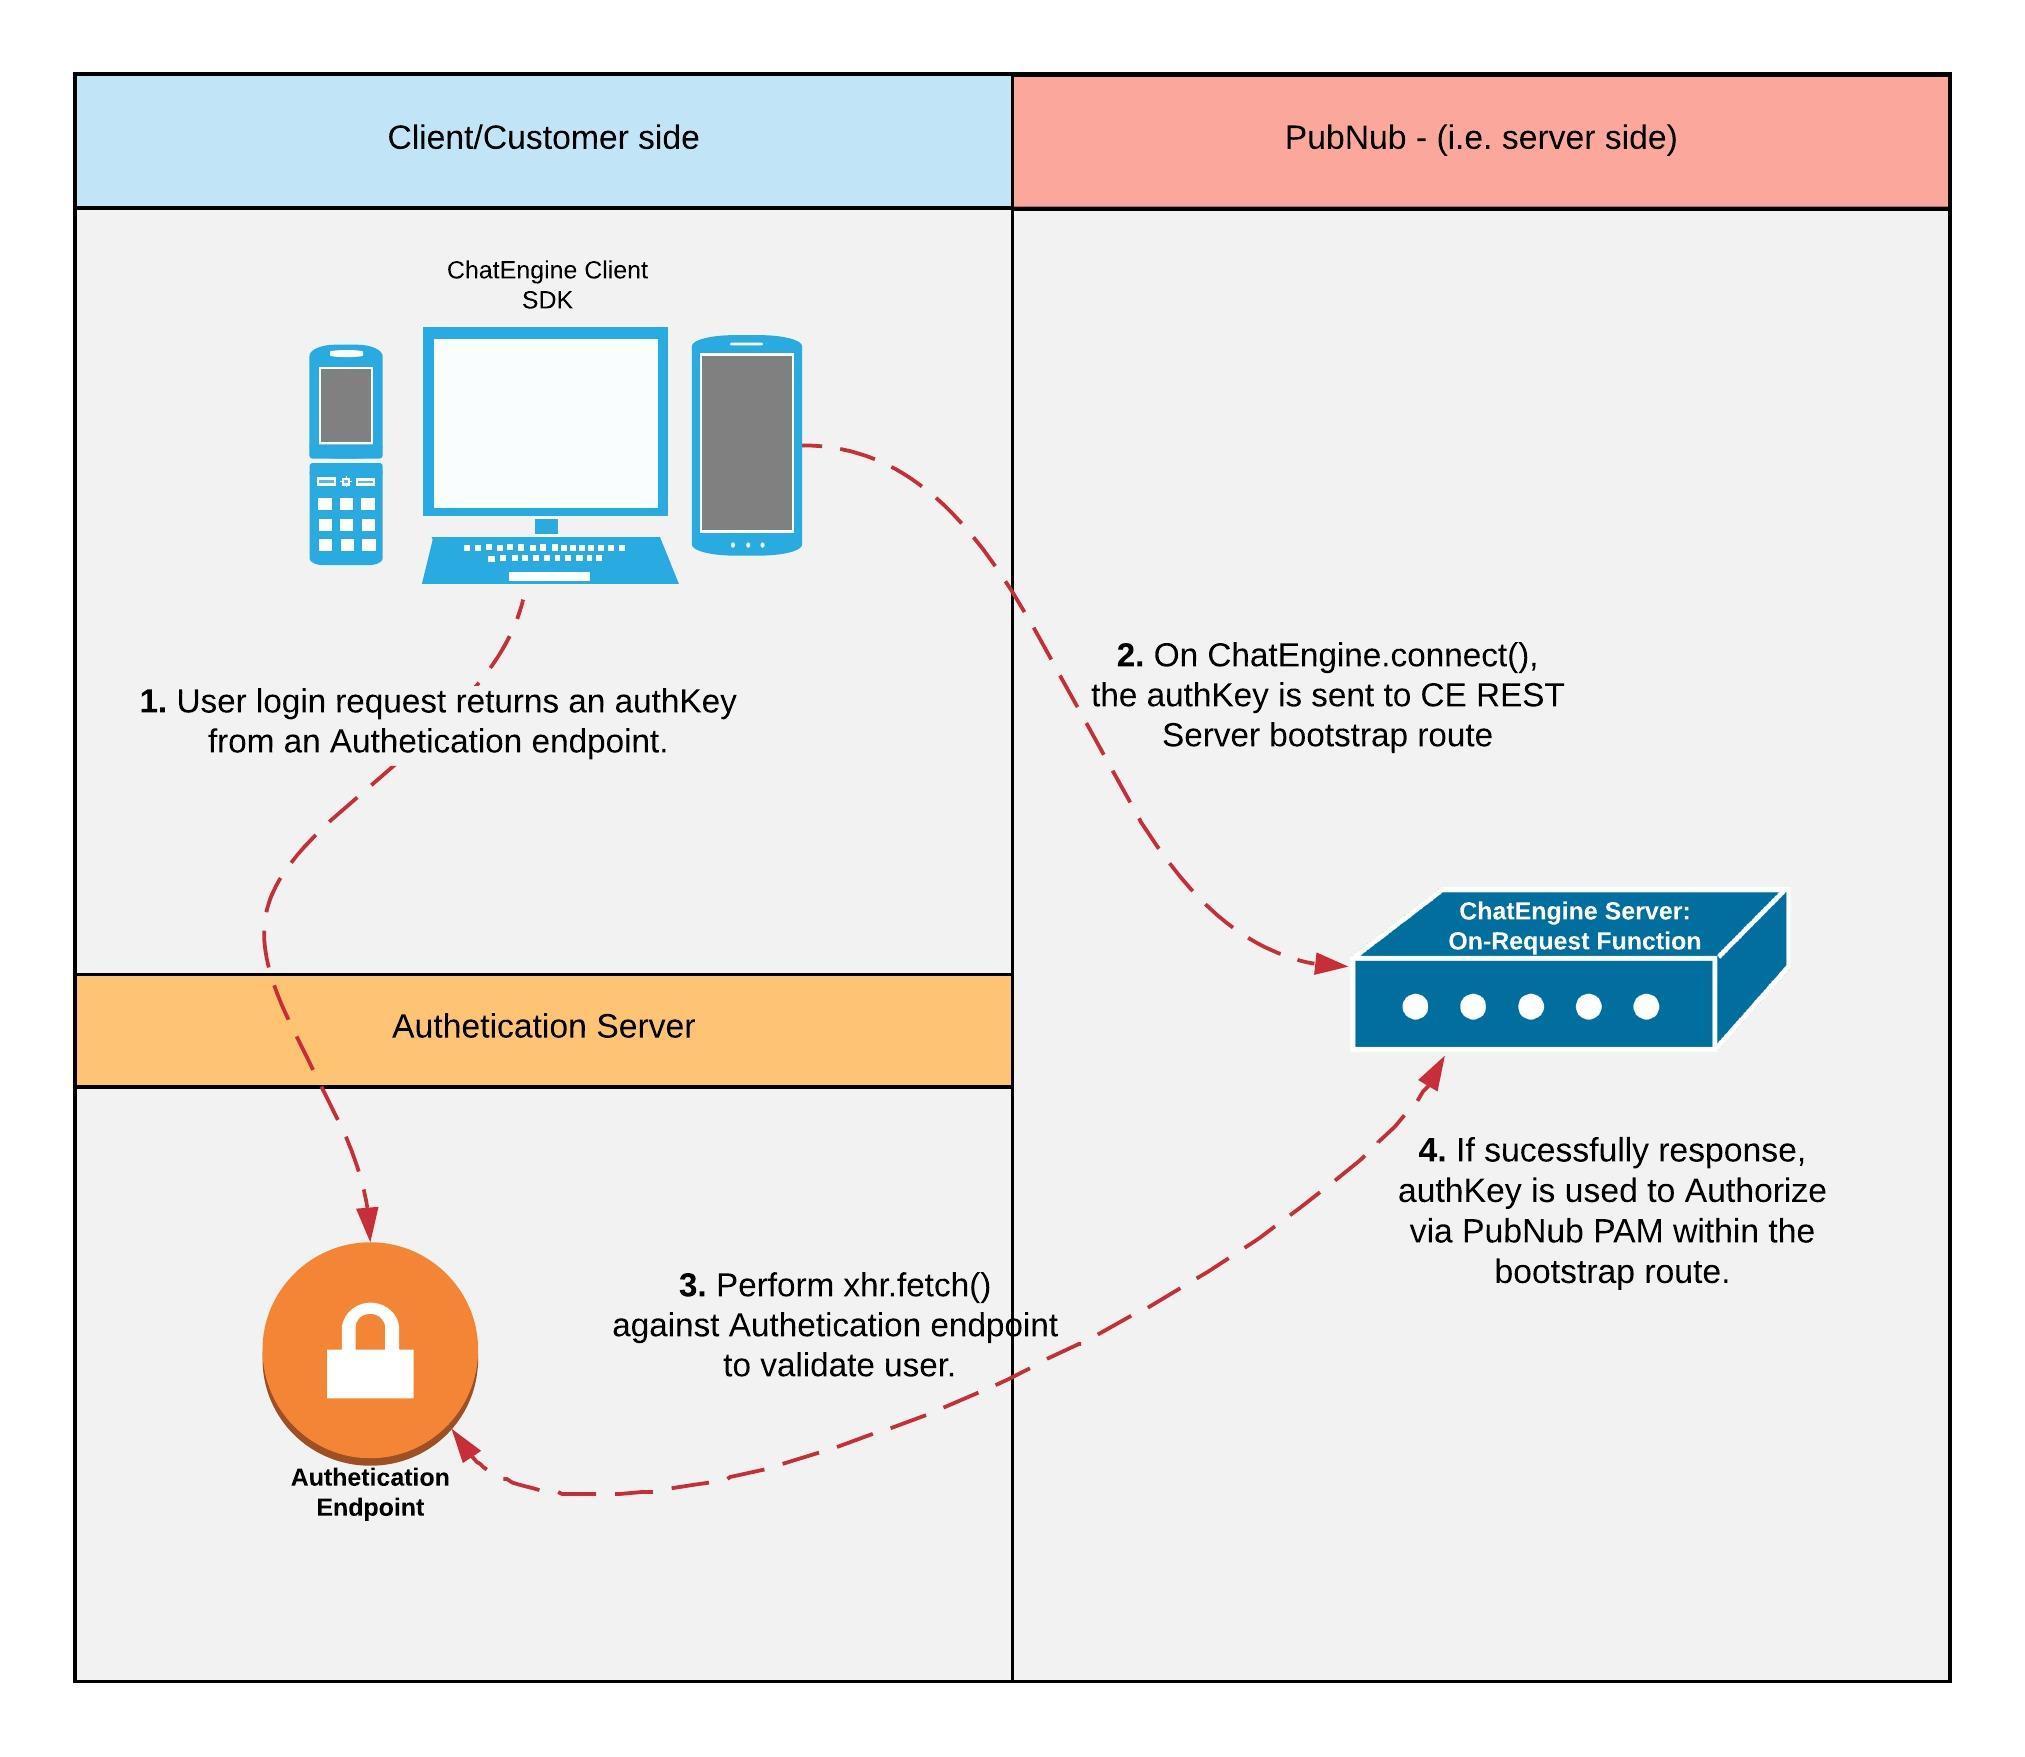 Client/Customer side
PubNub - (i.e. server side)
ChatEngine Client
SDK
1. User login request returns an authKey
from an Authetication endpoint.
2. On ChatEngine.connect(),
the authKey is sent to CE REST
Server bootstrap route
ChatEngine Server:
On-Request Function
Authetication Server
3. Perform xhr.fetch()
against Authetication endpoint
to validate user.
4. If sucessfully response,
authKey is used to Authorize
via PubNub PAM within the
bootstrap route.
Authetication
Endpoint